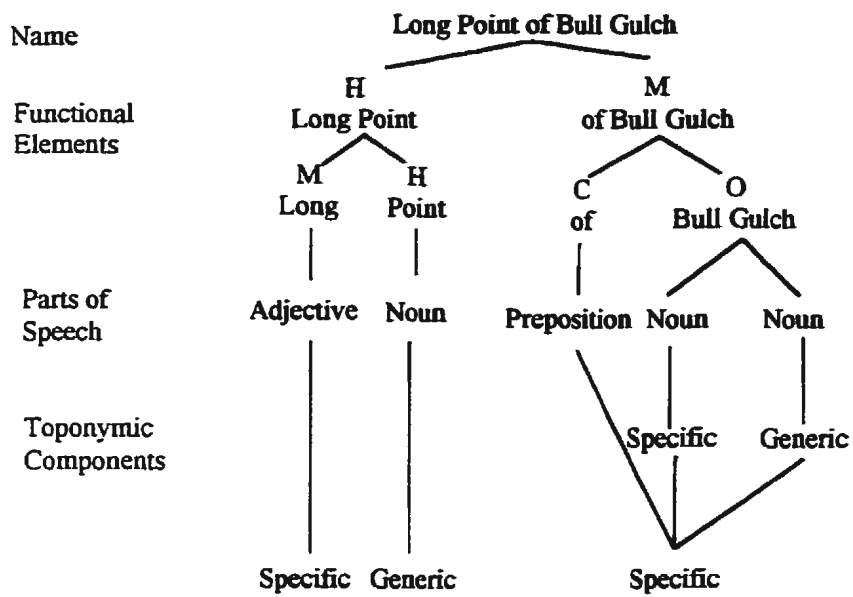 Name
Long Point of Bull Gulch
H
M
Functional
Elements
Long Point
of Bull Gulch
M
H
C
O
Long
Point
of
Bull Gulch
Parts of
Speech
Adjective
Noun
Preposition
Noun
Noun
Toponymic
Components
Specific
Generic
Specific
Generic
Specific